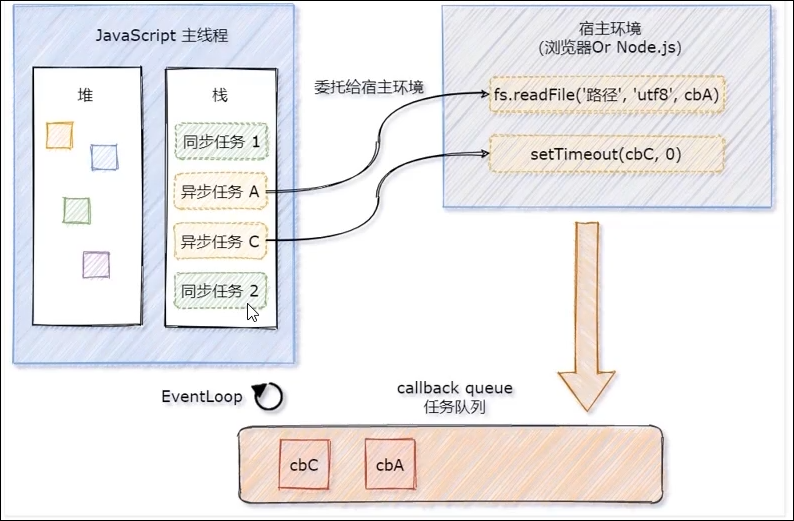 JavaScript 主线程
堆
栈
同步任务 1
异步任务 A
异步任务 C
同步任务 2
委托给宿主环境
宿主环境
(浏览器Or Node.js)
fs.readFile('路径', 'utf8', cbA)
setTimeout(cbC, 0)
EventLoop
callback queue
任务队列
cbC
cbA